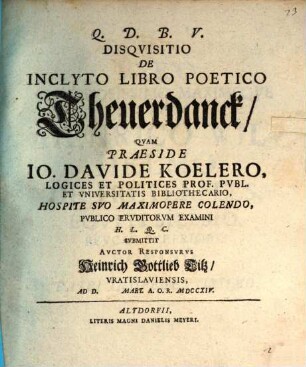 Q. D. B. V.
DISQVISITIO
DE
INCLYTO LIBRO POETICO
Theuerdanck/
QVAM
PRAESIDE
IO. DAVIDE KOELERO,
LOGICES ET POLITICES PROF. PVBL.
ET VNIVERSITATIS BIBLIOTHECARIO,
HOSPITE SVO MAXIMOPERE COLENDO,
PVBLICO ERVDITORVM EXAMINI
H. L. Q. C.
SVBMITTIT
AVCTOR RESPONSVRVS
Heinrich Gottlieb Titz/
VRATISLAVIENSIS,
AD D. MART. A. O. R. MDCCXIV.
ALTDORFII,
LITERIS MAGNI DANIELIS MEYERI.